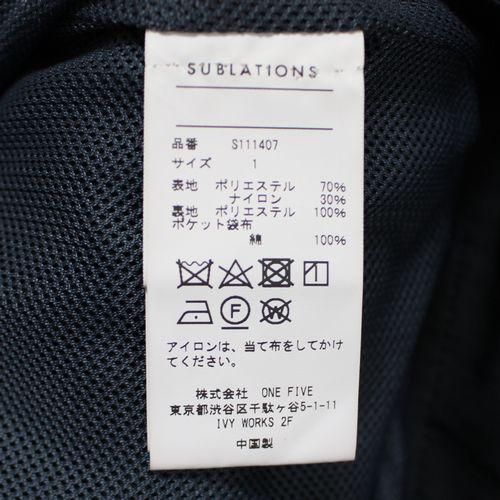 SUBLATIONS
品番 S111407
サイズ 1
表地 ポリエステル 70%
ナイロン 30%
裏地 ポリエステル 100%
ポケット袋布
綿 100%
F
W
アイロンは、当て布をしてかけ
てください。
株式会社 ONE FIVE
東京都渋谷区千駄ヶ谷5-1-11
IVY WORKS 2F
中国製